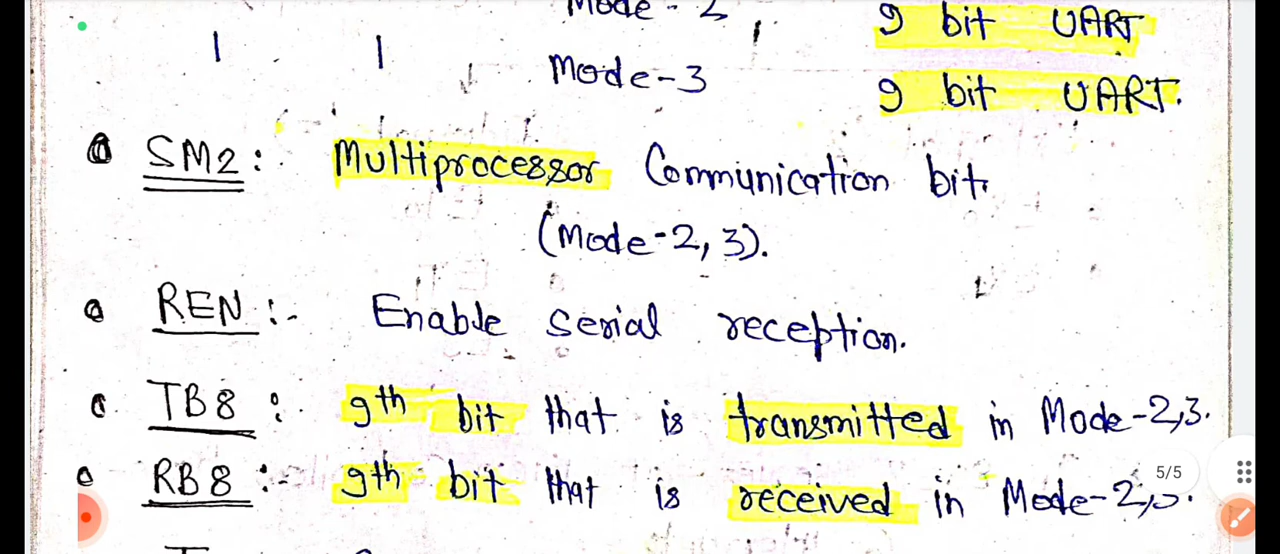 Mode-2 9 bit UART
1 1 Mode-3 9 bit UART.
SM2: Multiprocessor Communication bit.
(Mode-2, 3).
REN :- Enable serial reception.
TB8 : 9th bit that is transmitted in Mode-2,3.
RB8 :- 9th bit that is received in Mode-2,3.
5/5